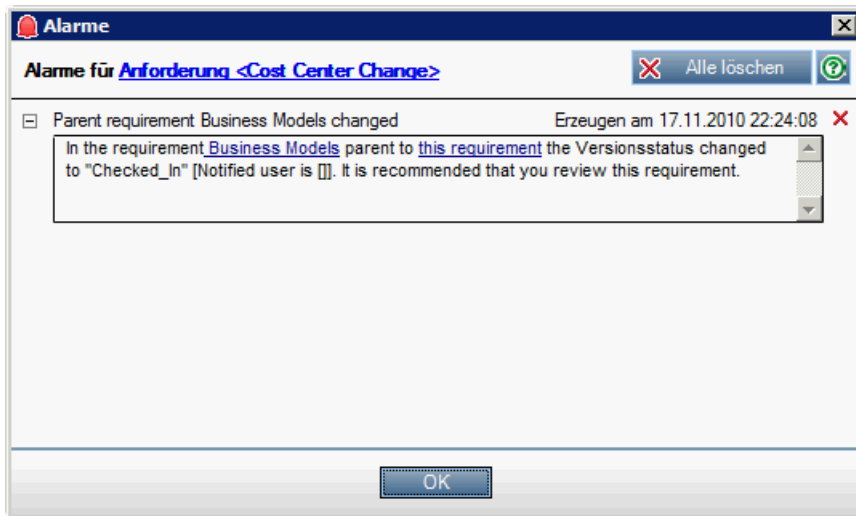 Alarme
Alarme für Anforderung <Cost Center Change>
Alle löschen
Parent requirement Business Models changed
Erzeugen am 17.11.2010 22:24:08
In the requirement Business Models parent to this requirement the Versionsstatus changed
to "Checked_In" [Notified user is []]. It is recommended that you review this requirement.
OK